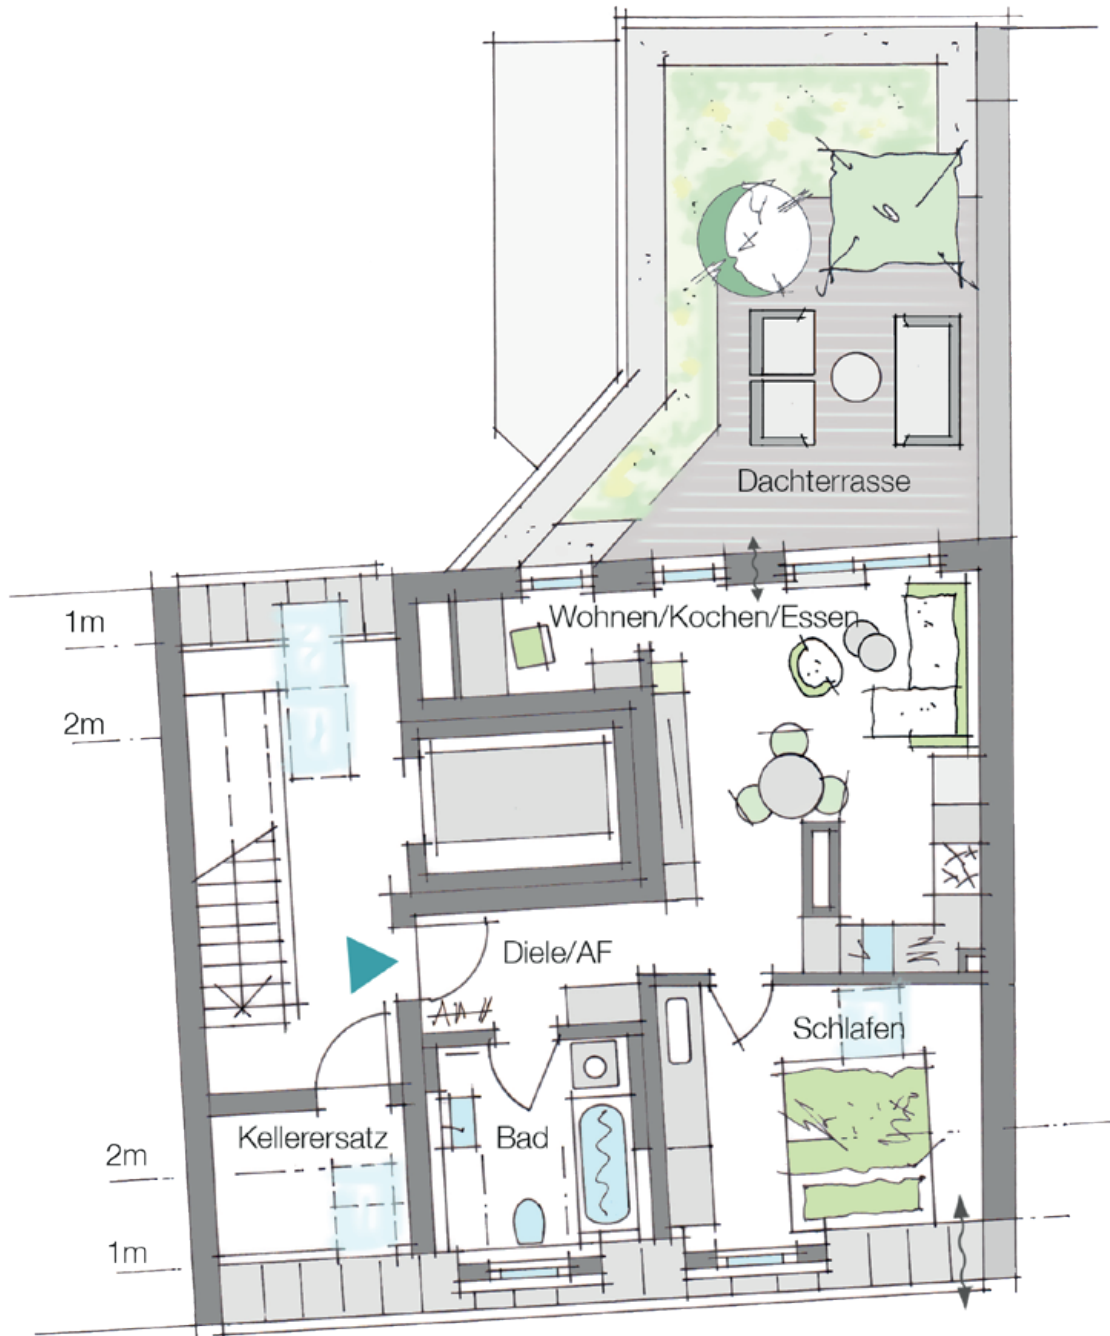 Dachterrasse
1m
Wohnen/Kochen/Essen
2m
Diele/AF
Schlafen
Kellerersatz
Bad
2m
1m